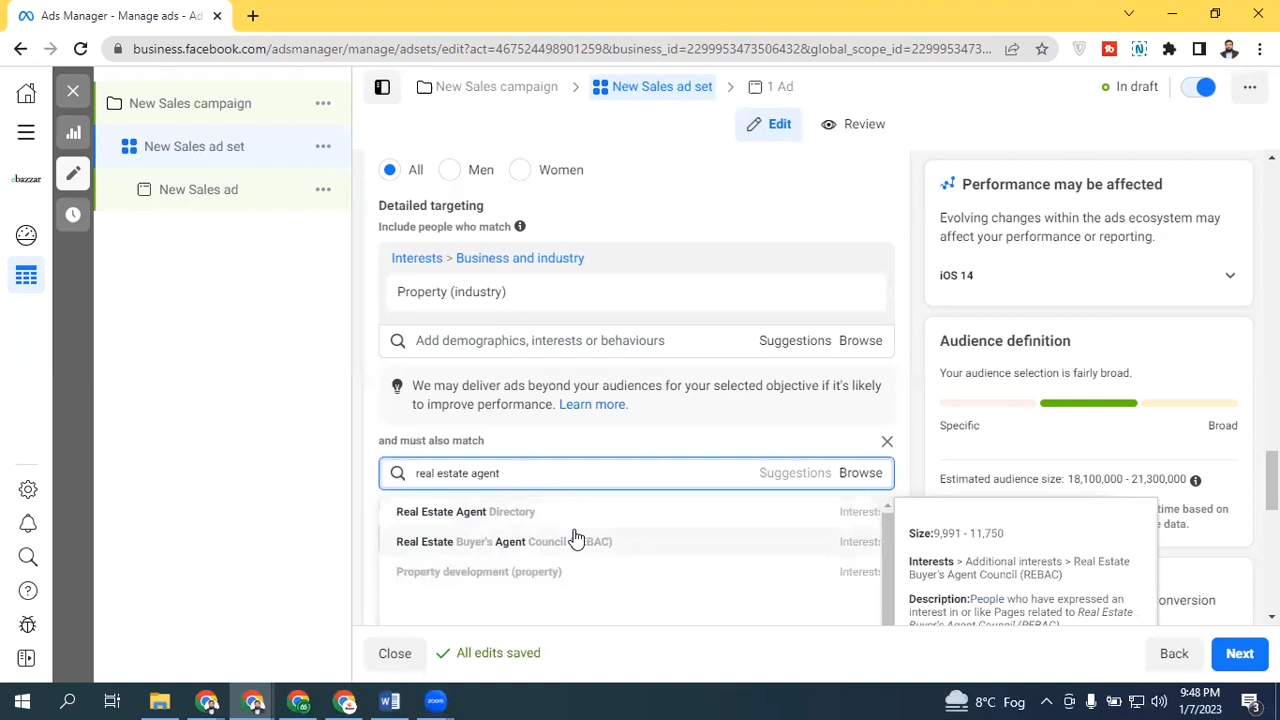 Ads Manager - Manage ads - Ad
business.facebook.com/adsmanager/manage/adsets/edit?act=467524498901259&business_id=2299953473506432&global_scope_id=2299953473...
New Sales campaign
New Sales campaign > New Sales ad set > 1 Ad
In draft
Edit
Review
New Sales ad set
ebazzar
New Sales ad
All
Men
Women
Performance may be affected
Detailed targeting
Evolving changes within the ads ecosystem may
Include people who match
affect your performance or reporting.
Interests > Business and industry
iOS 14
Property (industry)
Add demographics, interests or behaviours
Suggestions
Browse
Audience definition
Your audience selection is fairly broad.
We may deliver ads beyond your audiences for your selected objective if it's likely
to improve performance. Learn more.
Specific
Broad
and must also match
real estate agent
Suggestions
Browse
Estimated audience size: 18,100,000 - 21,300,000
Real Estate Agent Directory
Interests
time based on
data.
Size:9,991 - 11,750
Real Estate Buyer's Agent Council
BAC)
Interests
Interests > Additional interests > Real Estate
Buyer's Agent Council (REBAC)
Property development (property)
Interests
Description:People who have expressed an
interest in or like Pages related to Real Estate
Buyer's Agent Council (REBAC)
conversion
Close
All edits saved
Back
Next
8°C Fog
9:48 PM
1/7/2023
3